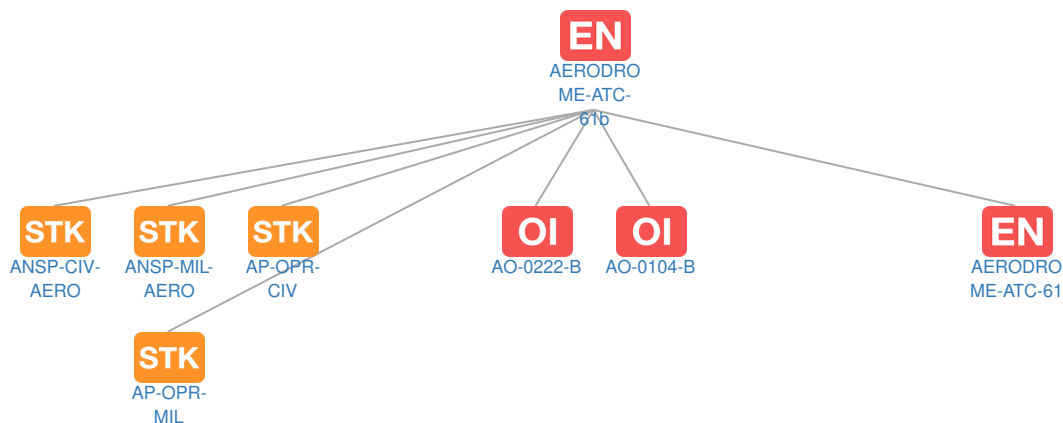 EN
AERODRO
ME-ATC-
61b
STK
ANSP-CIV-
AERO
STK
ANSP-MIL-
AERO
STK
AP-OPR-
CIV
OI
AO-0222-B
OI
AO-0104-B
EN
AERODRO
ME-ATC-61
STK
AP-OPR-
MIL